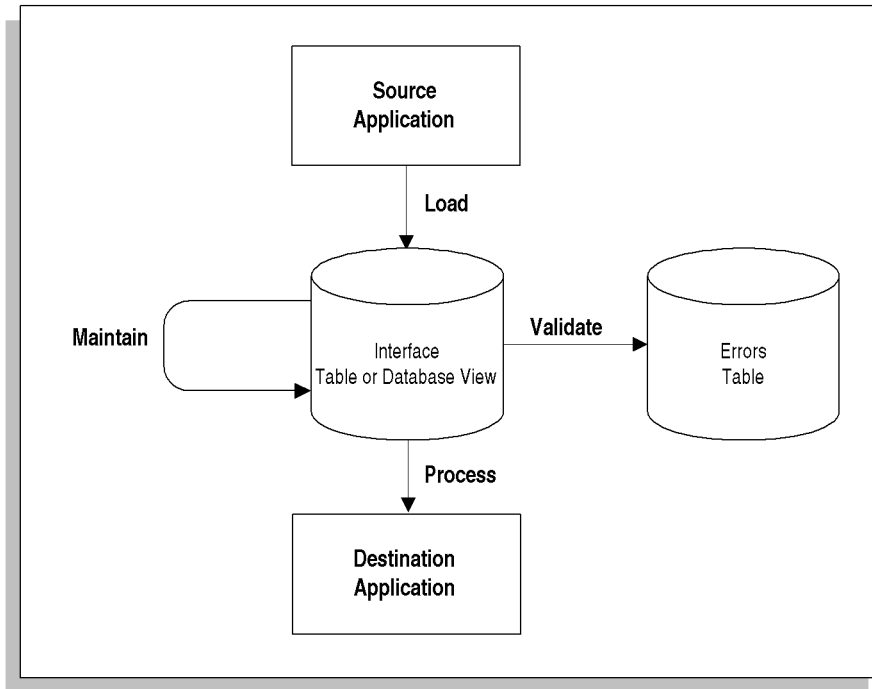 Source
Application
Load
Maintain
Interface
Table or Database View
Validate
Errors
Table
Process
Destination
Application